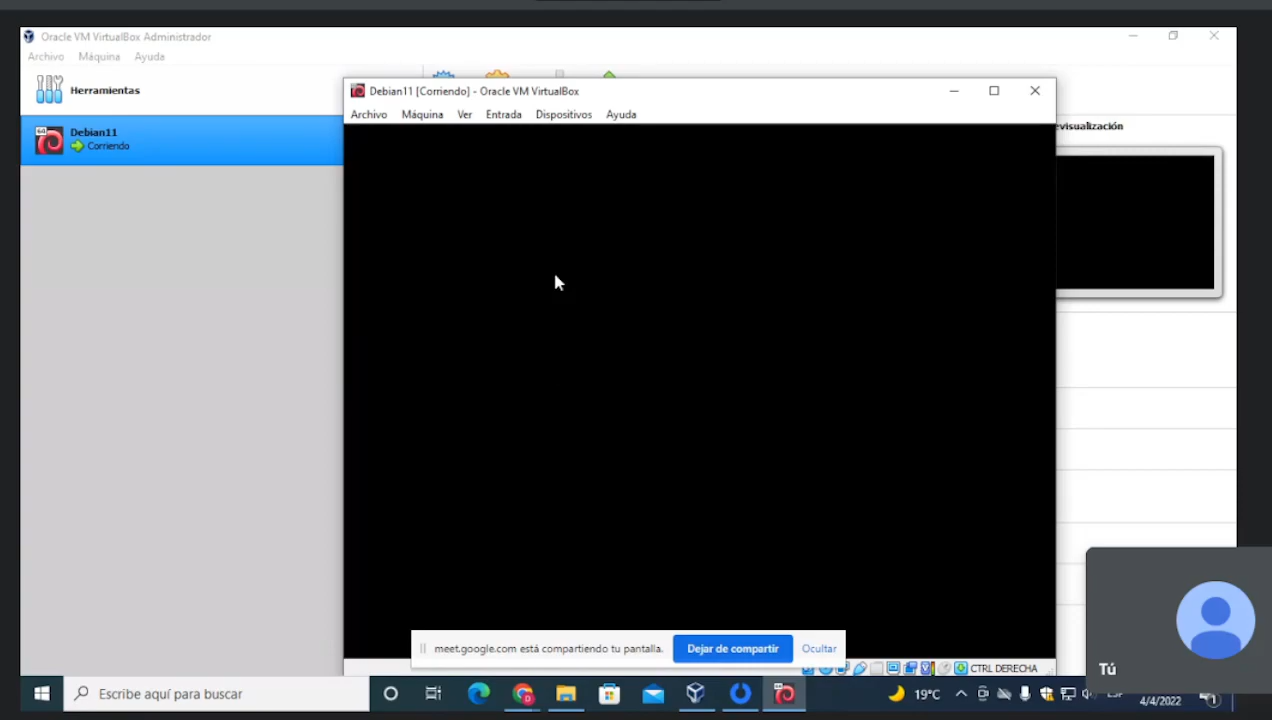 Oracle VM VirtualBox Administrador
Archivo Máquina Ayuda
Herramientas
Debian11 [Corriendo] - Oracle VM VirtualBox
Archivo Máquina Ver Entrada Dispositivos Ayuda
64
Debian11
Corriendo
evisualización
meet.google.com está compartiendo tu pantalla. Dejar de compartir Ocultar
CTRL DERECHA
Tú
Escribe aquí para buscar
19°C
4/4/2022
1